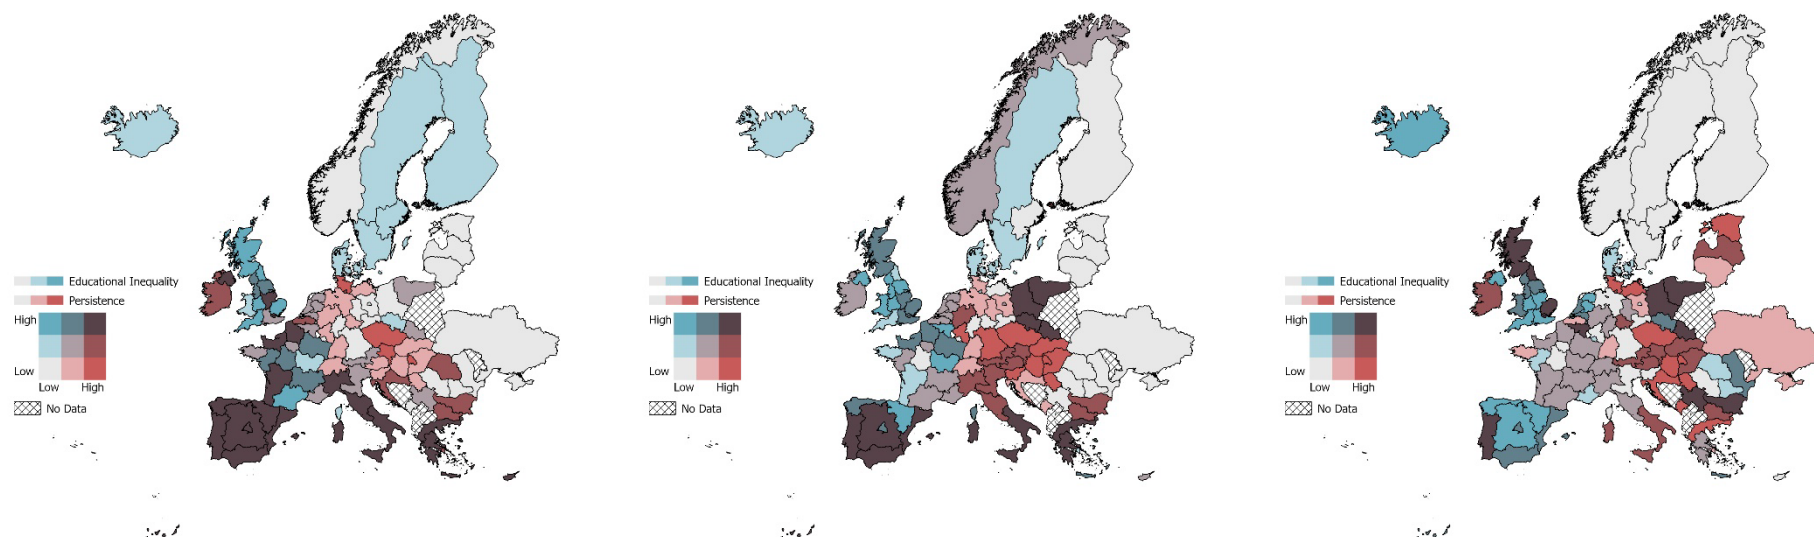 Educational Inequality
Persistence
High
Low
Low High
No Data
Educational Inequality
Persistence
High
Low
Low High
No Data
Educational Inequality
Persistence
High
Low
Low High
No Data